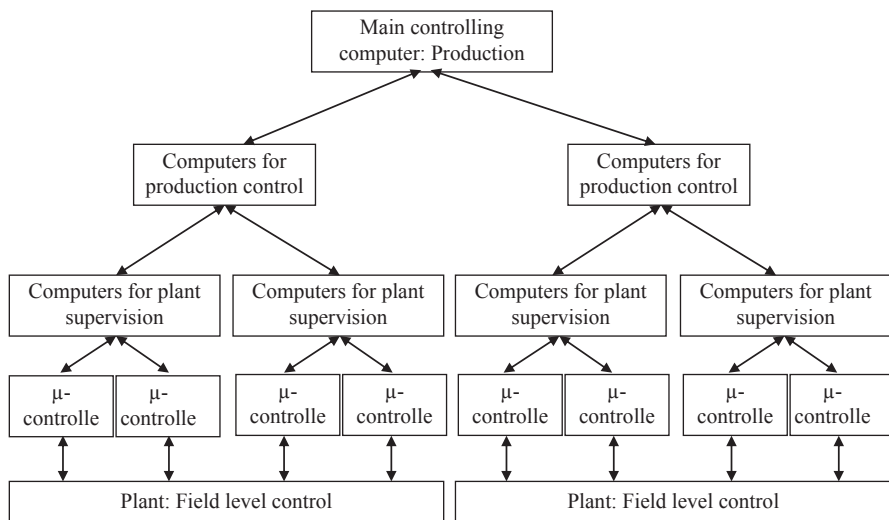 Main controlling
computer: Production
Computers for
production control
Computers for
production control
Computers for plant
supervision
Computers for plant
supervision
Computers for plant
supervision
Computers for plant
supervision
μ-
controlle
μ-
controlle
μ-
controlle
μ-
controlle
μ-
controlle
μ-
controlle
μ-
controlle
μ-
controlle
Plant: Field level control
Plant: Field level control